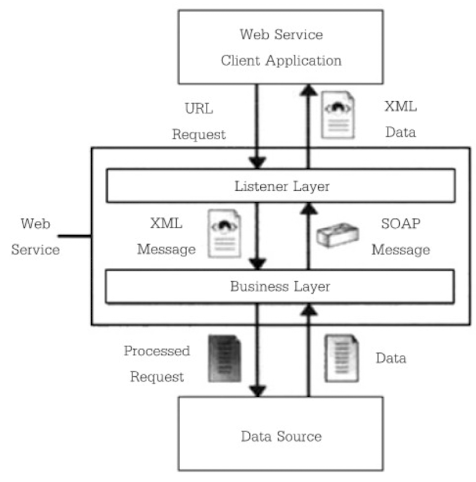 Web Service
Client Application
URL
Request
XML
Data
Listener Layer
Web
Service
XML
Message
SOAP
Message
Business Layer
Processed
Request
Data
Data Source